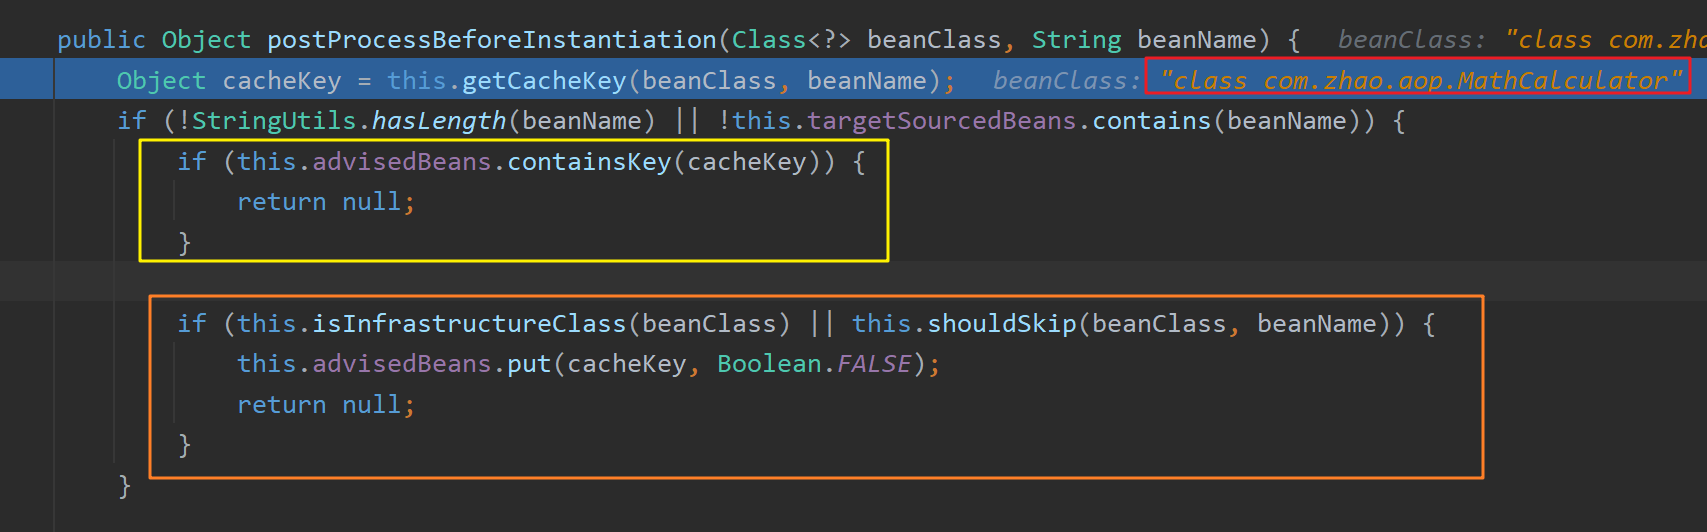 public Object postProcessBeforeInstantiation(Class<?> beanClass, String beanName) { beanClass: "class com.zha
Object cacheKey = this.getCacheKey(beanClass, beanName); beanClass: "class com.zhao.aop.MathCalculator"
if (!StringUtils.hasLength(beanName) || !this.targetSourcedBeans.contains(beanName)) {
if (this.advisedBeans.containsKey(cacheKey)) {
return null;
}
if (this.isInfrastructureClass(beanClass) || this.shouldSkip(beanClass, beanName)) {
this.advisedBeans.put(cacheKey, Boolean.FALSE);
return null;
}
}